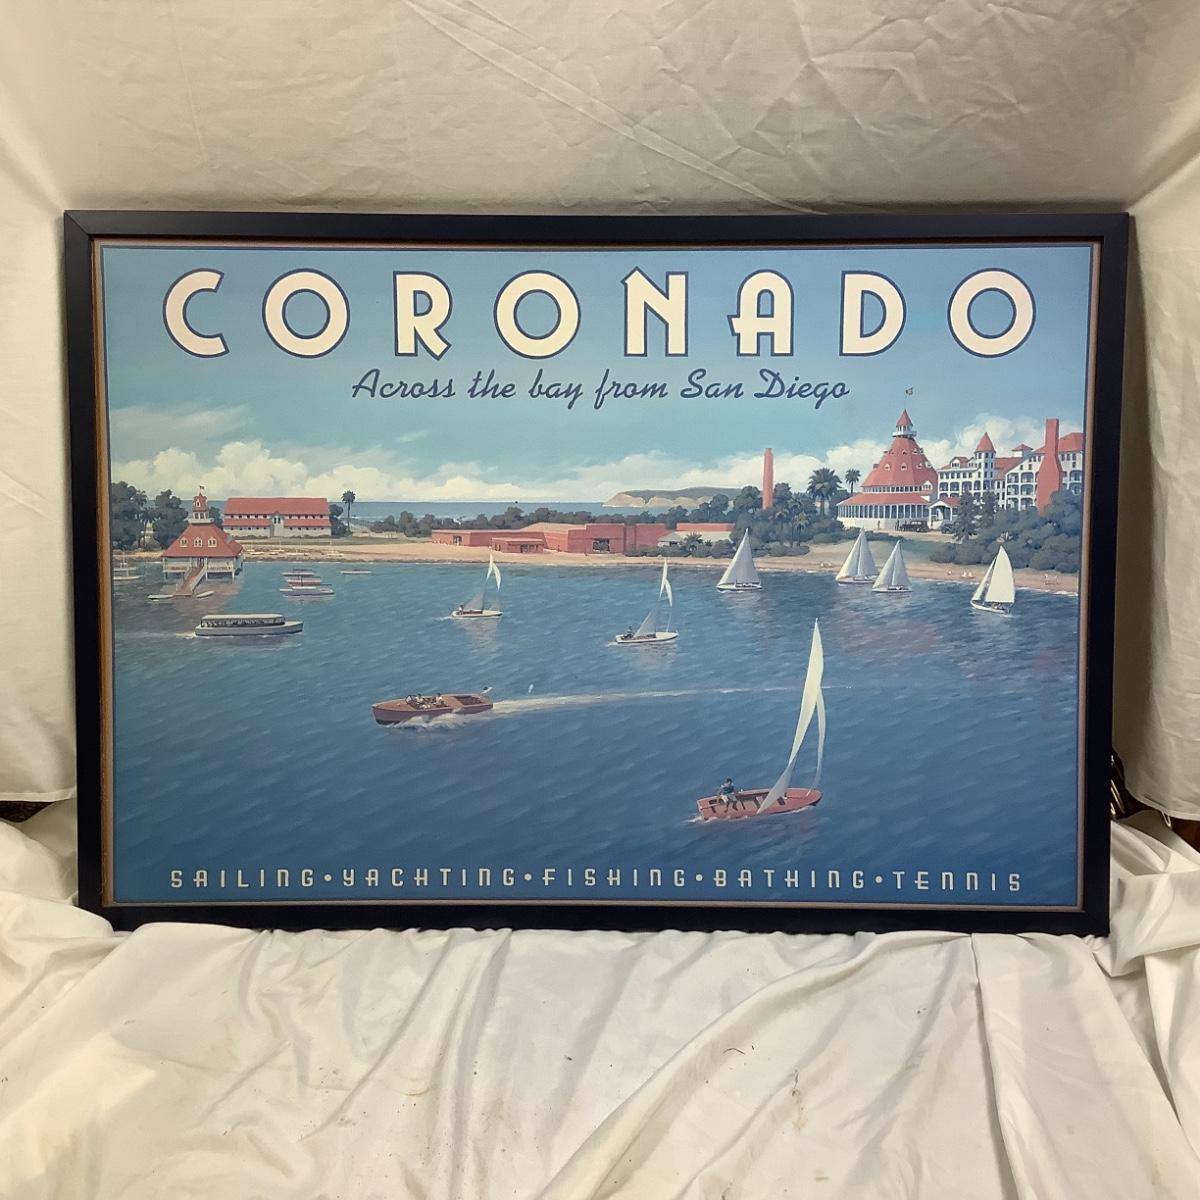 CORONADO
Across the bay from San Diego
SAILING•YACHTING•FISHING•BATHING•TENNIS